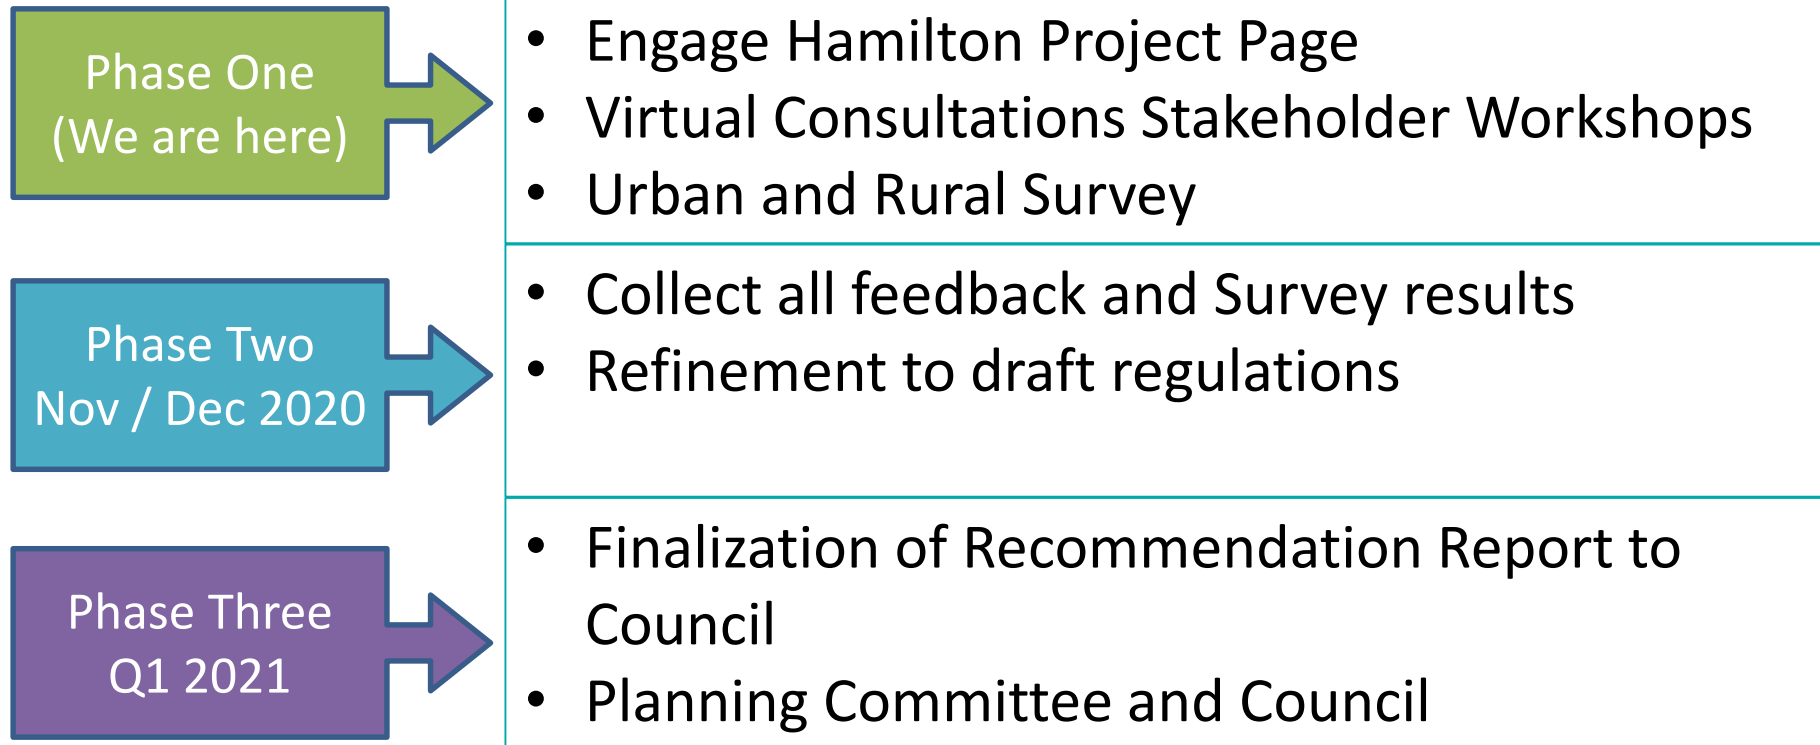 Phase One
(We are here)
• Engage Hamilton Project Page
• Virtual Consultations Stakeholder Workshops
• Urban and Rural Survey
Phase Two
Nov / Dec 2020
• Collect all feedback and Survey results
• Refinement to draft regulations
Phase Three
Q1 2021
• Finalization of Recommendation Report to
Council
• Planning Committee and Council